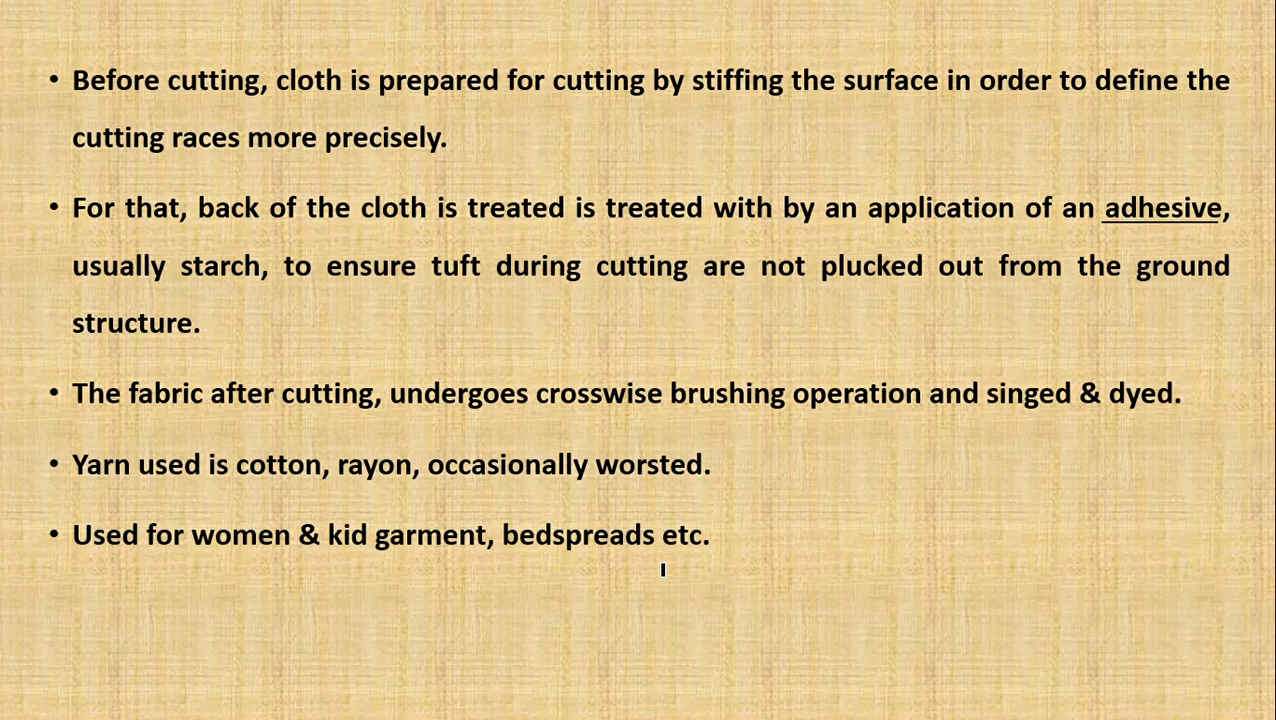 • Before cutting, cloth is prepared for cutting by stiffing the surface in order to define the
cutting races more precisely.
• For that, back of the cloth is treated is treated with by an application of an adhesive,
usually starch, to ensure tuft during cutting are not plucked out from the ground
structure.
• The fabric after cutting, undergoes crosswise brushing operation and singed & dyed.
• Yarn used is cotton, rayon, occasionally worsted.
• Used for women & kid garment, bedspreads etc.